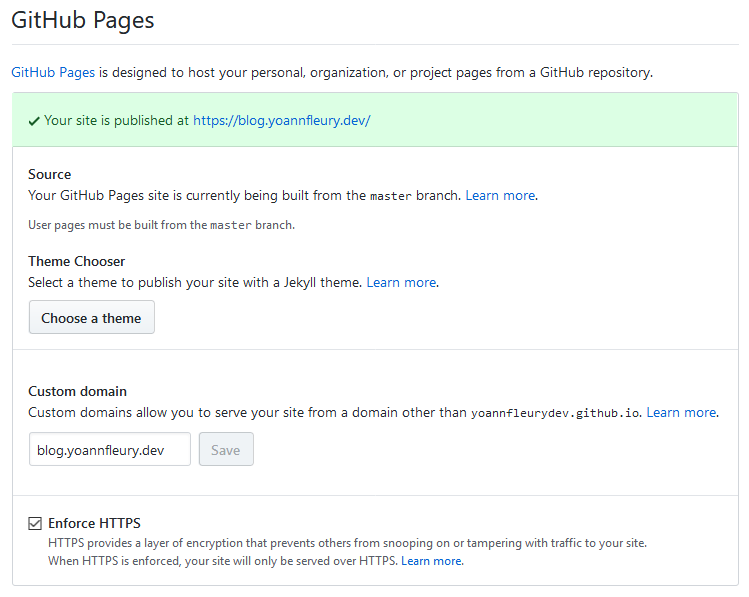 GitHub Pages
GitHub Pages is designed to host your personal, organization, or project pages from a GitHub repository.
✔ Your site is published at https://blog.yoannfleury.dev/
Source
Your GitHub Pages site is currently being built from the master branch. Learn more.
User pages must be built from the master branch.
Theme Chooser
Select a theme to publish your site with a Jekyll theme. Learn more.
Choose a theme
Custom domain
Custom domains allow you to serve your site from a domain other than yoannfleurydev.github.io. Learn more.
blog.yoannfleury.dev Save
Enforce HTTPS
HTTPS provides a layer of encryption that prevents others from snooping on or tampering with traffic to your site.
When HTTPS is enforced, your site will only be served over HTTPS. Learn more.